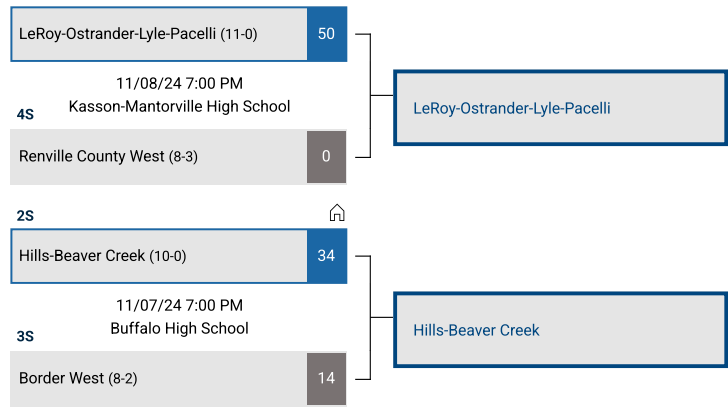 LeRoy-Ostrander-Lyle-Pacelli (11-0) 50
11/08/24 7:00 PM
Kasson-Mantorville High School
4S
Renville County West (8-3) 0
LeRoy-Ostrander-Lyle-Pacelli
2S
Hills-Beaver Creek (10-0) 34
11/07/24 7:00 PM
Buffalo High School
3S
Border West (8-2) 14
Hills-Beaver Creek